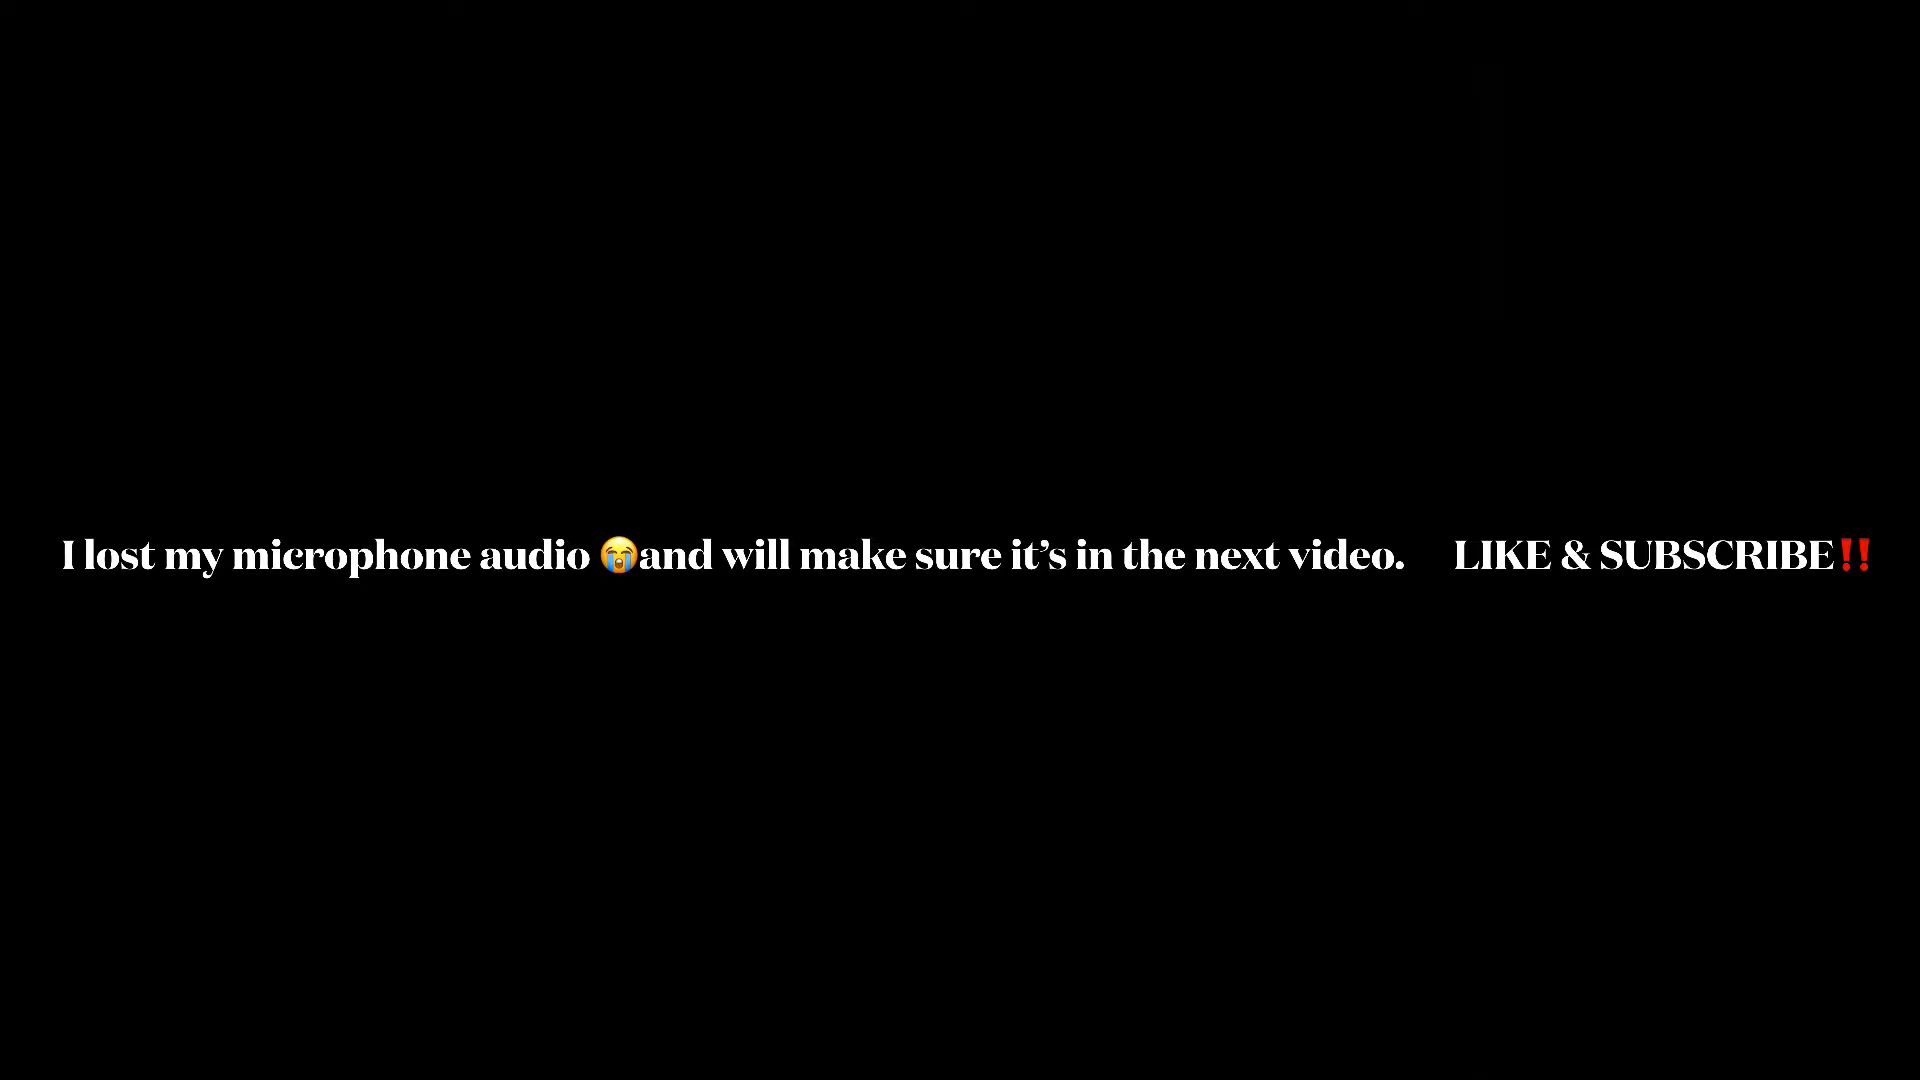 I lost my microphone audio 😭and will make sure it’s in the next video. LIKE & SUBSCRIBE‼️